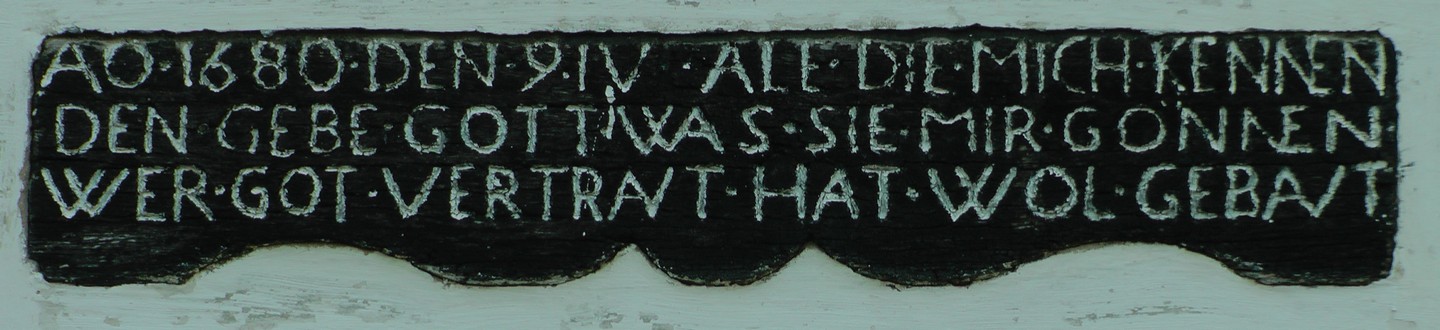 AO·1680·DEN·9·IV·ALE·DIE·MICH·KENNEN
DEN·GEBE·GOTT·WAS·SIE·MIR·GÖNNEN
WER·GOT·VERTRAVT·HAT·WOL·GEBAVT